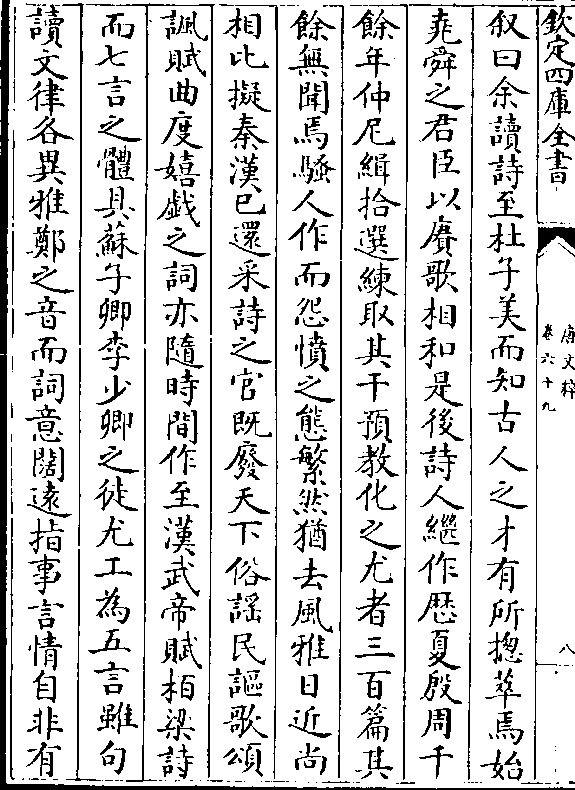 欽定四庫全書
唐文粹
卷六十九
八
叙曰余讀詩至杜子美而知古人之才有所揔萃焉始
堯舜之君臣以賡歌相和是後詩人繼作歴夏殷周千
餘年仲尼緝拾選練取其干預教化之尤者三百篇其
餘無聞焉騷人作而怨憤之態繁然猶去風雅日近尚
相比擬秦漢已還采詩之官既廢天下俗謡民謳歌頌
諷賦曲度嬉戯之詞亦隨時間作至漢武帝賦栢梁詩
而七言之體具蘇子卿李少卿之徒尤工為五言雖句
讀文律各異雅鄭之音而詞意闊逺指事言情自非有